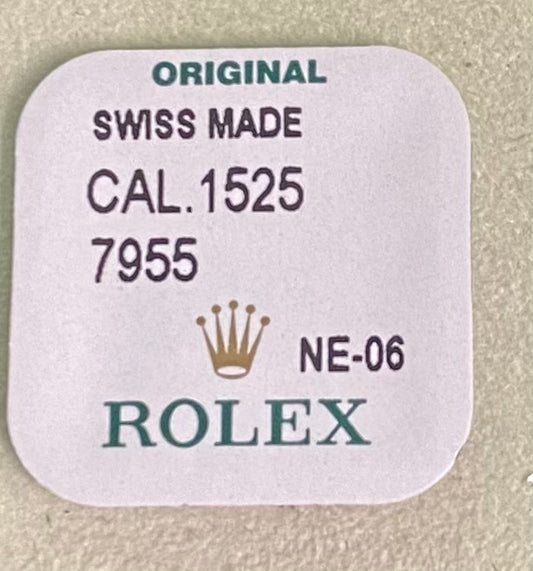 ORIGINAL
SWISS MADE
CAL.1525
7955
NE-06
ROLEX